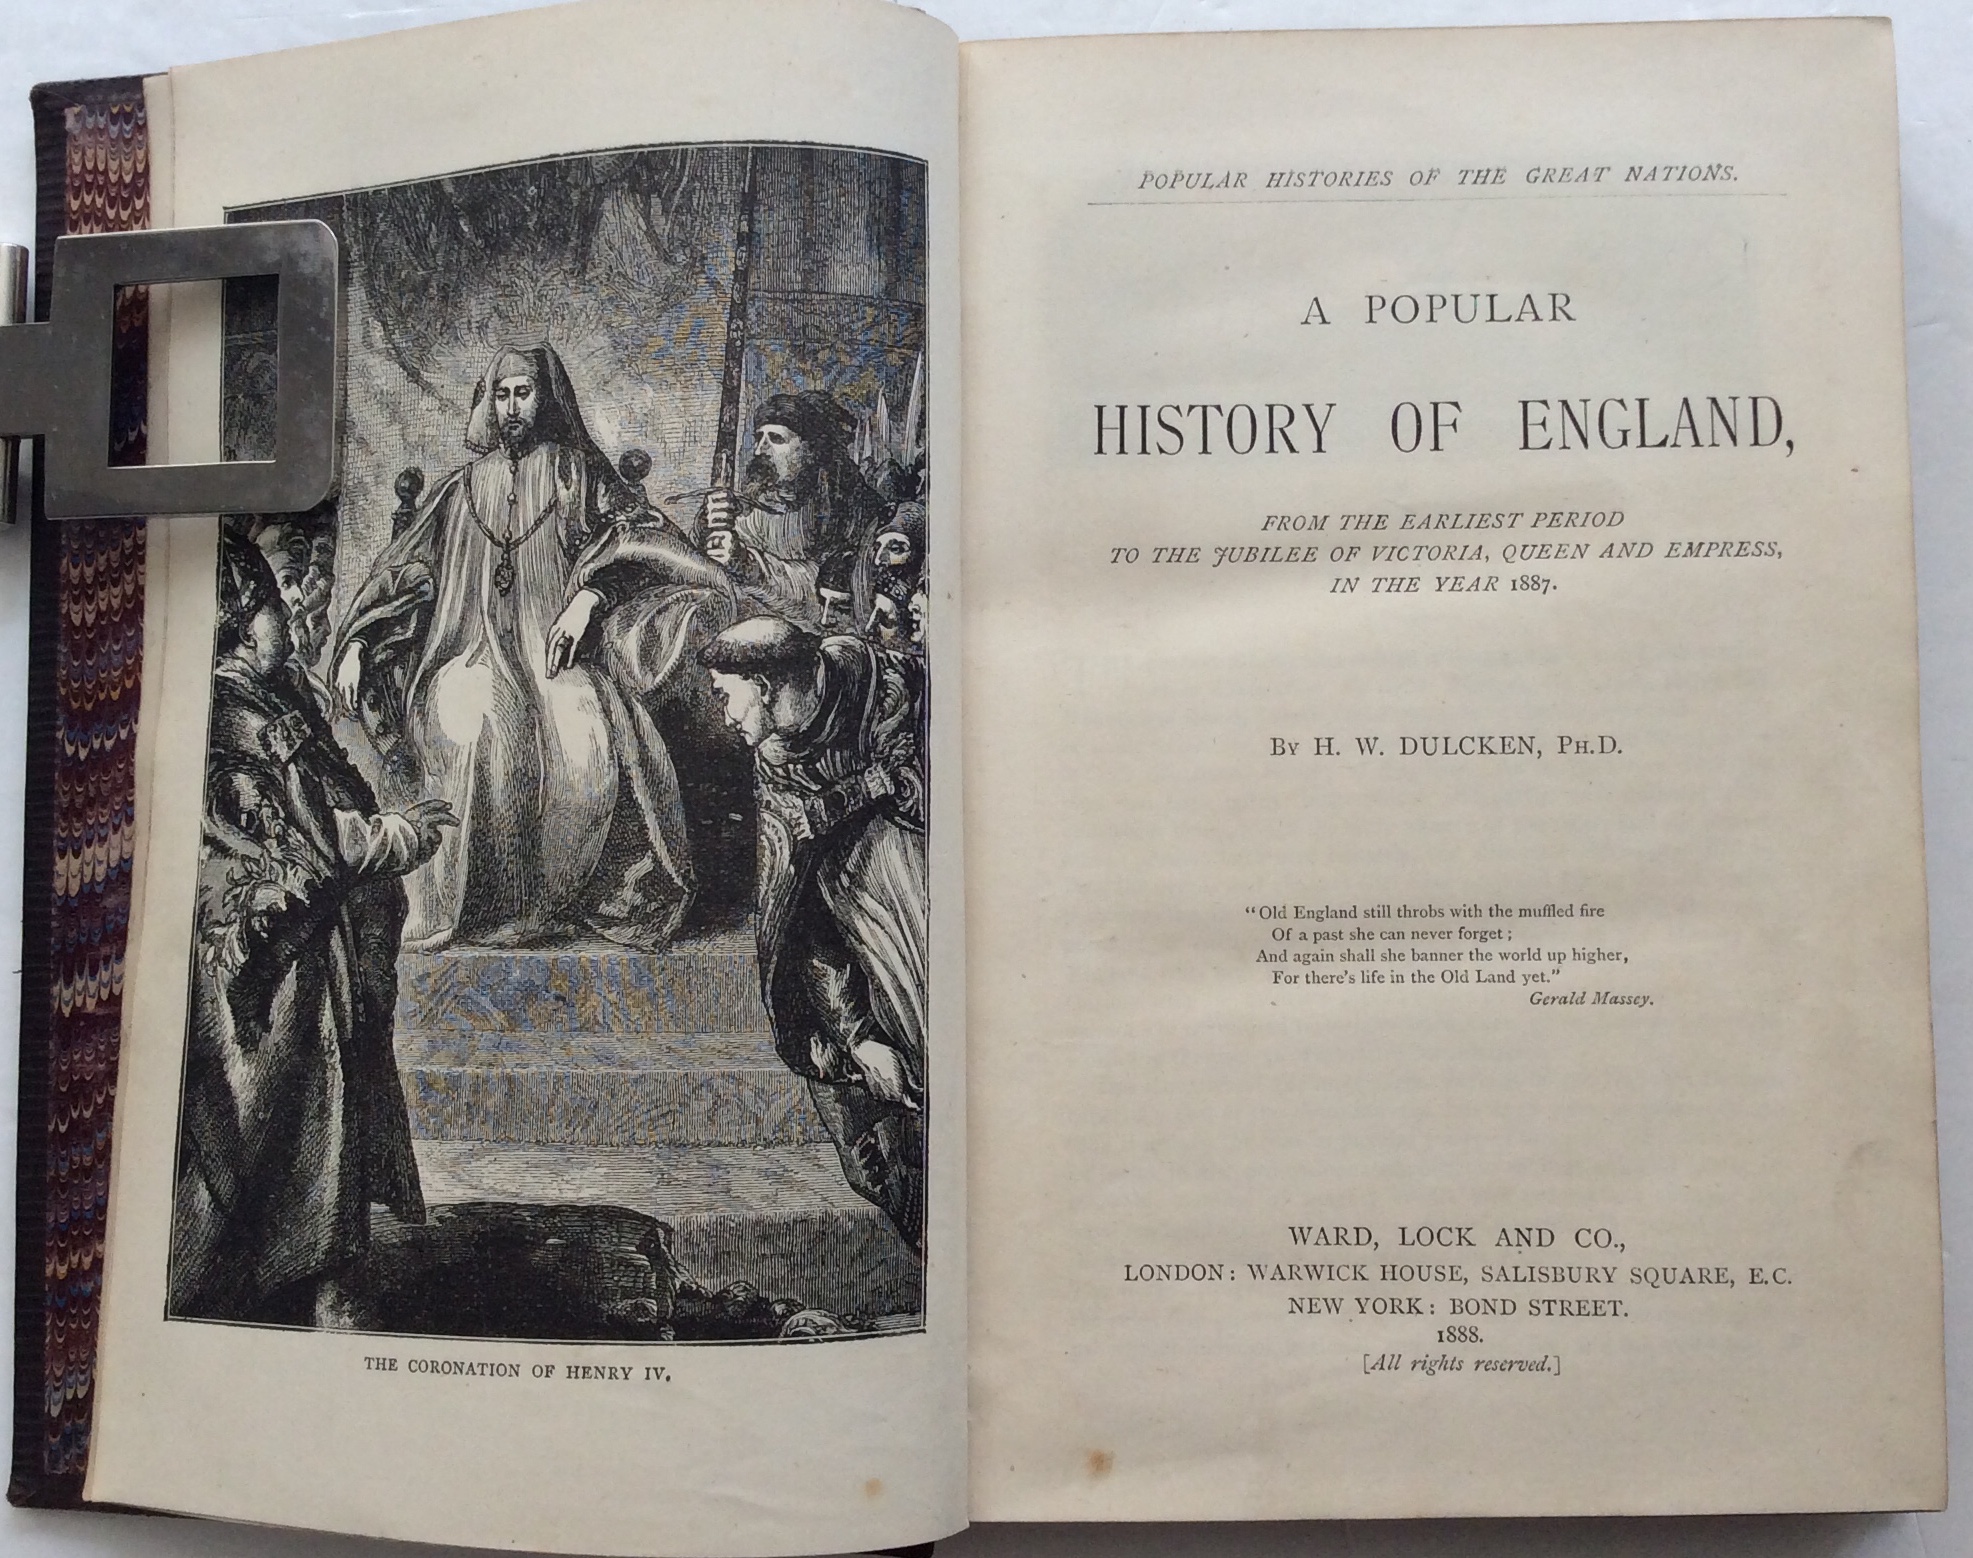 THE CORONATION OF HENRY IV.
POPULAR HISTORIES OF THE GREAT NATIONS.
A POPULAR
HISTORY OF ENGLAND,
FROM THE EARLIEST PERIOD
TO THE JUBILEE OF VICTORIA, QUEEN AND EMPRESS,
IN THE YEAR 1887.
BY H. W. DULCKEN, PH.D.
"Old England still throbs with the muffled fire
Of a past she can never forget;
And again shall she banner the world up higher,
For there's life in the Old Land yet."
Gerald Massey.
WARD, LOCK AND CO.,
LONDON: WARWICK HOUSE, SALISBURY SQUARE, E.C.
NEW YORK: BOND STREET.
1888.
[All rights reserved.]